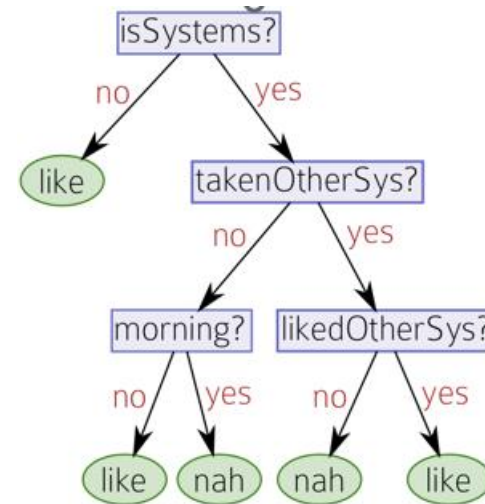 isSystems?
no yes
like takenOtherSys?
no yes
morning? likedOtherSys?
no yes no yes
like nah nah like